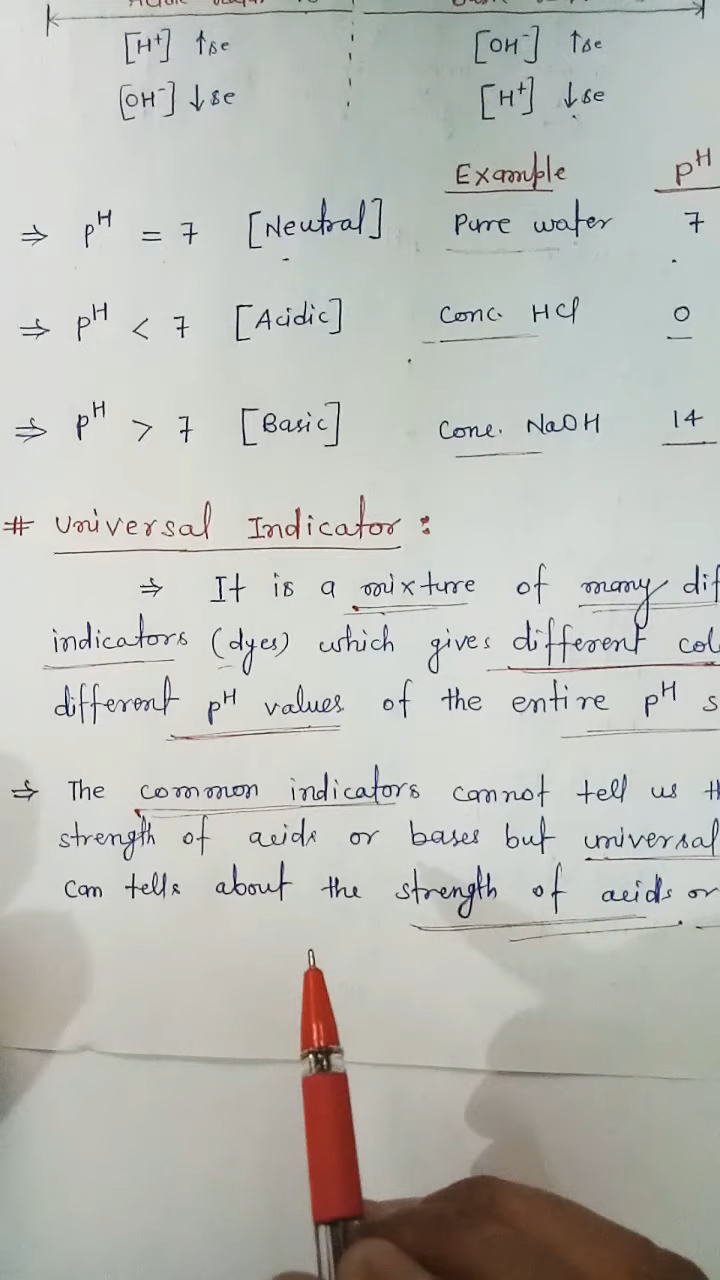 [H⁺] ↑se [OH⁻] ↑se
[OH⁻] ↓se [H⁺] ↓se
Example pH
⇒ pH = 7 [Neutral] Pure water 7
⇒ pH < 7 [Acidic] Conc. HCl 0
⇒ pH > 7 [Basic] Conc. NaOH 14
# Universal Indicator :
⇒ It is a mixture of many dif
indicators (dyes) which gives different col
different pH values of the entire pH s
⇒ The common indicators cannot tell us th
strength of acids or bases but universal
can tells about the strength of acids or